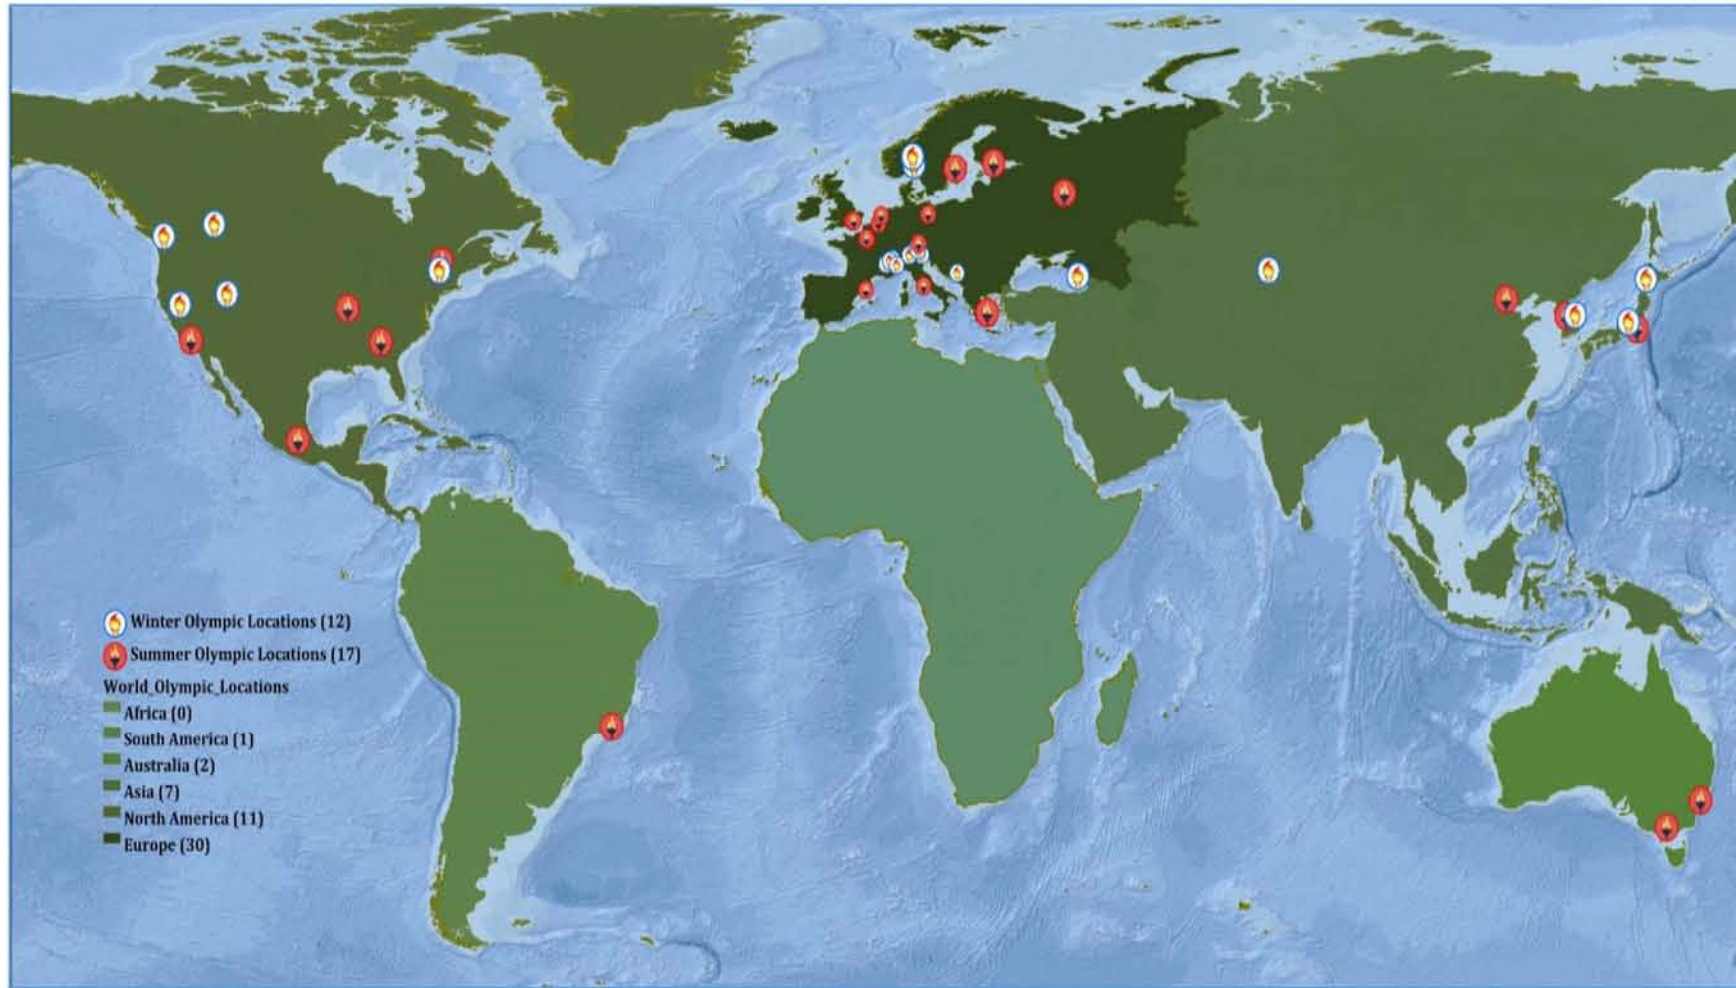 Winter Olympic Locations (12)
Summer Olympic Locations (17)
World_Olympic_Locations
Africa (0)
South America (1)
Australia (2)
Asia (7)
North America (11)
Europe (30)